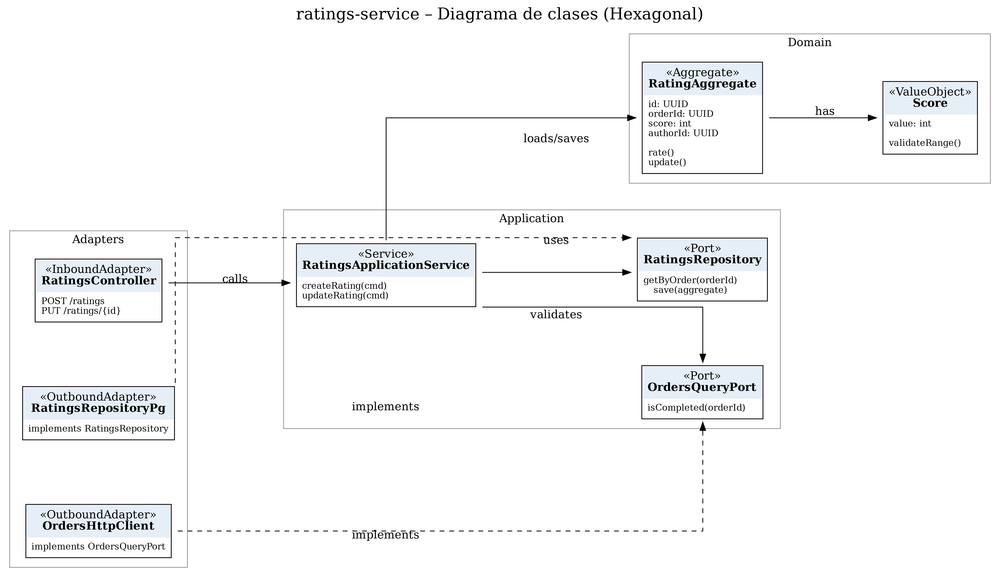 ratings-service – Diagrama de clases (Hexagonal)
Domain
«Aggregate»
RatingAggregate
id: UUID
orderId: UUID
score: int
authorId: UUID
rate()
update()
has
«ValueObject»
Score
value: int
validateRange()
loads/saves
Application
uses
«Service»
RatingsApplicationService
createRating(cmd)
updateRating(cmd)
«Port»
RatingsRepository
getByOrder(orderId)
save(aggregate)
validates
«Port»
OrdersQueryPort
isCompleted(orderId)
implements
Adapters
«InboundAdapter»
RatingsController
POST /ratings
PUT /ratings/{id}
calls
«OutboundAdapter»
RatingsRepositoryPg
implements RatingsRepository
«OutboundAdapter»
OrdersHttpClient
implements OrdersQueryPort
implements